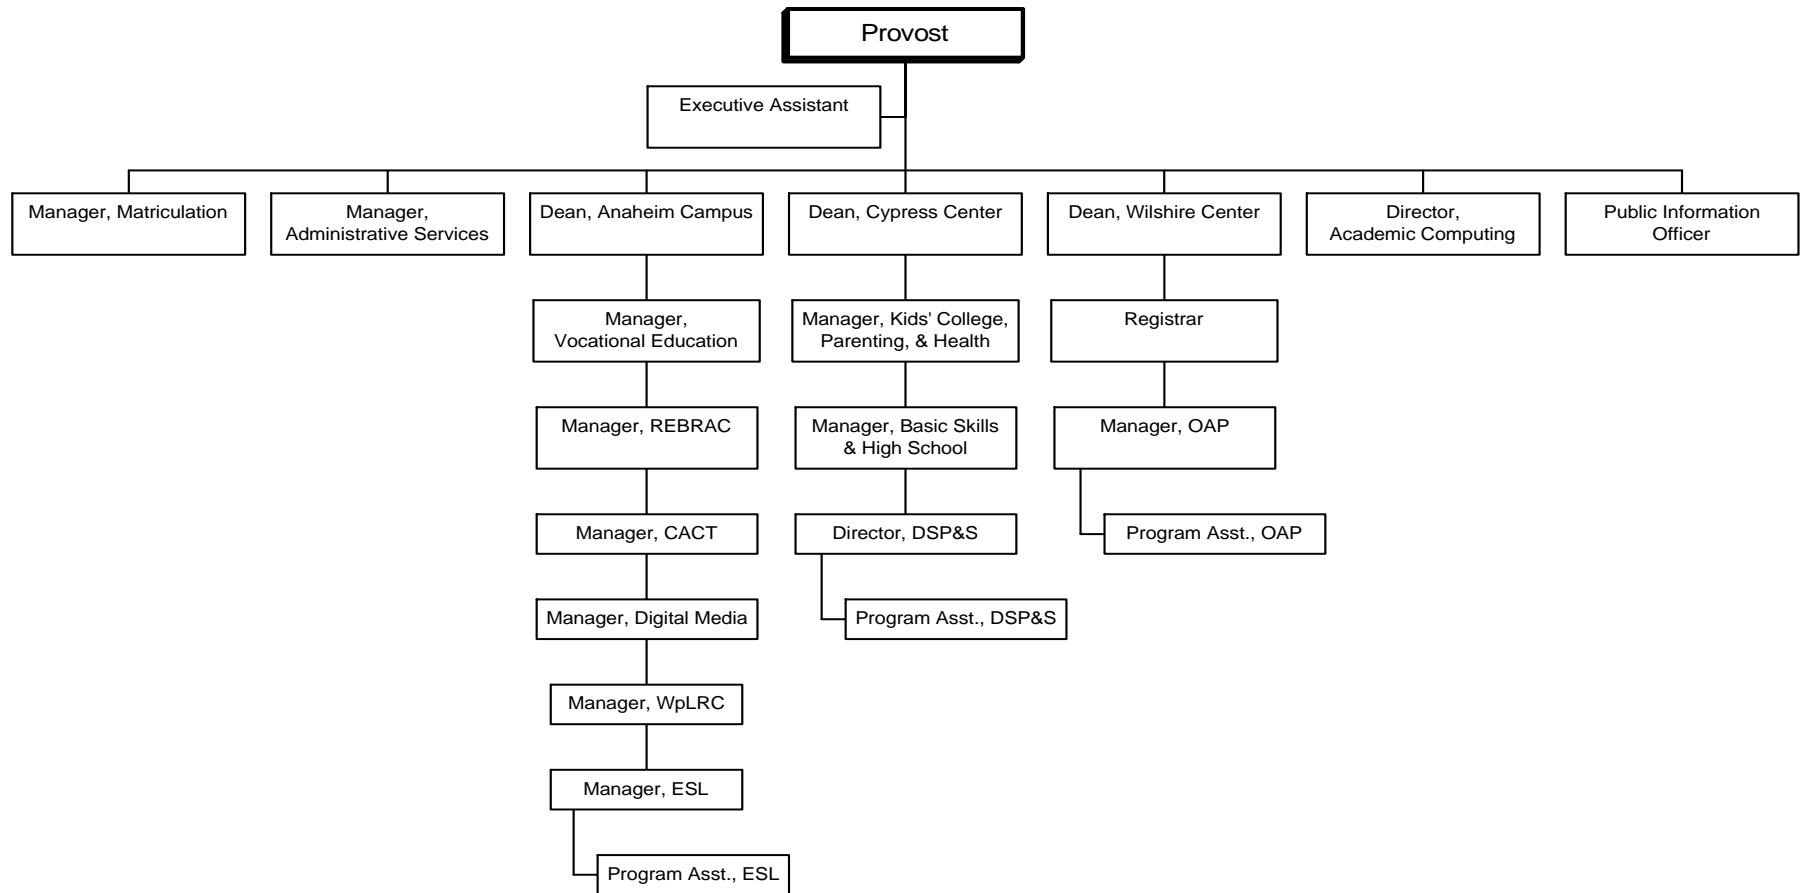 Provost
Executive Assistant
Manager, Matriculation
Manager,
Administrative Services
Dean, Anaheim Campus
Dean, Cypress Center
Dean, Wilshire Center
Director,
Academic Computing
Public Information
Officer
Manager,
Vocational Education
Manager, Kids' College,
Parenting, & Health
Registrar
Manager, REBRAC
Manager, Basic Skills
& High School
Manager, OAP
Manager, CACT
Director, DSP&S
Program Asst., OAP
Manager, Digital Media
Program Asst., DSP&S
Manager, WpLRC
Manager, ESL
Program Asst., ESL